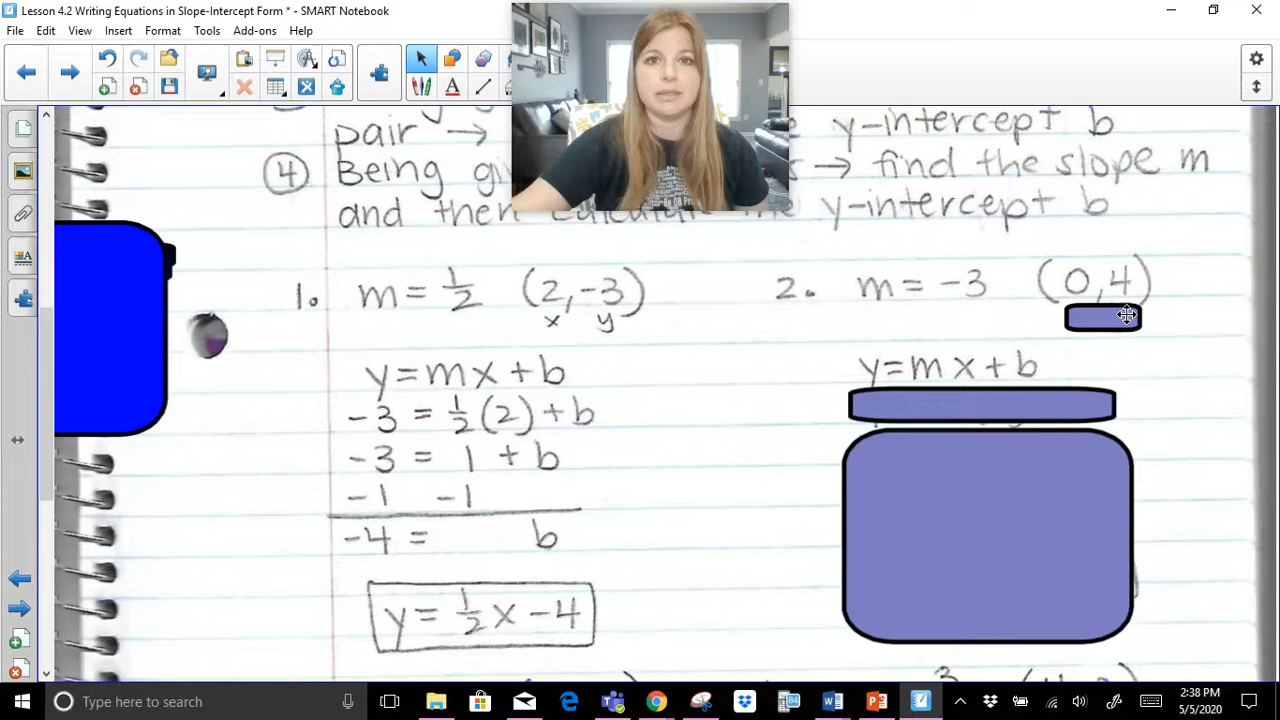 Lesson 4.2 Writing Equations in Slope-Intercept Form * - SMART Notebook
File Edit View Insert Format Tools Add-ons Help
pair → y-intercept b
④ Being → find the slope m
and then y-intercept b
1. m = 1/2 (2, -3)
x y
y = mx + b
-3 = 1/2 (2) + b
-3 = 1 + b
-1 -1
-4 = b
y = 1/2 x - 4
2. m = -3 (0, 4)
y = mx + b
Type here to search
2:38 PM
5/5/2020